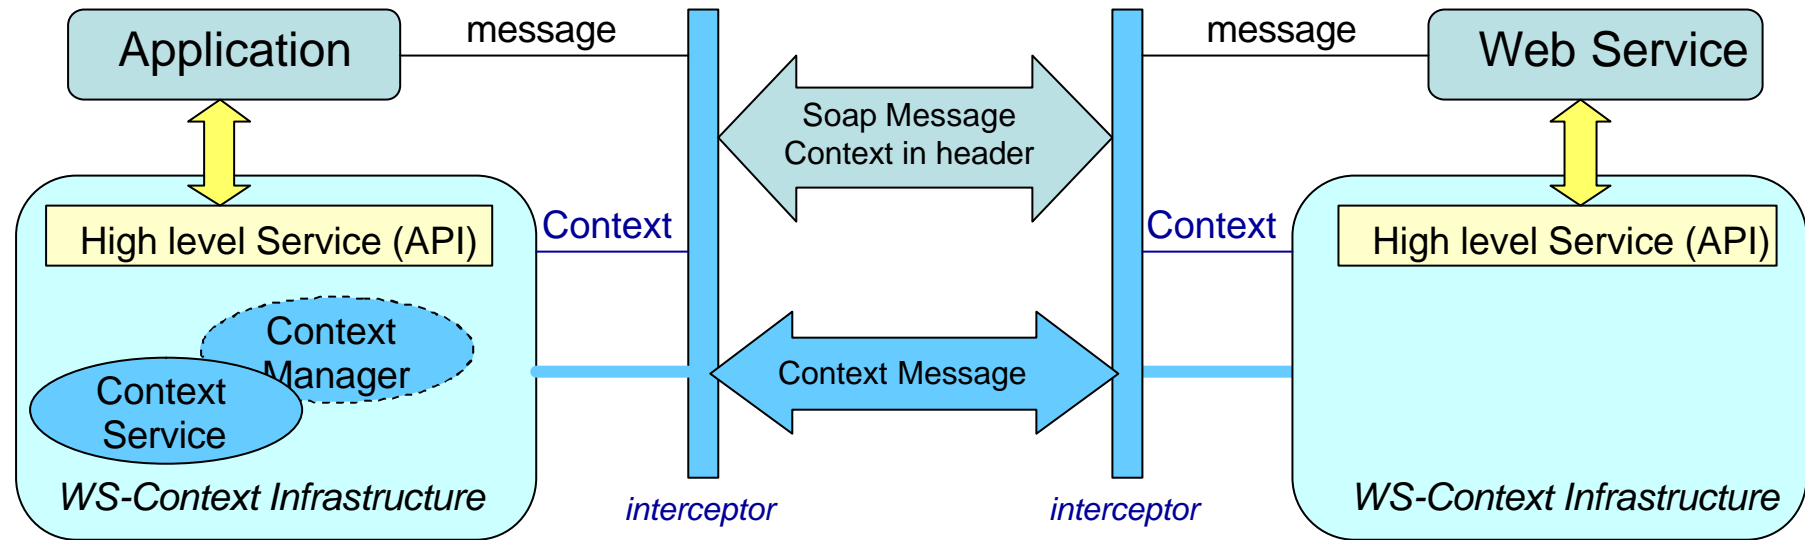 Application
message
message
Web Service
Soap Message
Context in header
High level Service (API)
Context
Context
High level Service (API)
Context
Manager
Context
Service
Context Message
WS-Context Infrastructure
interceptor
interceptor
WS-Context Infrastructure